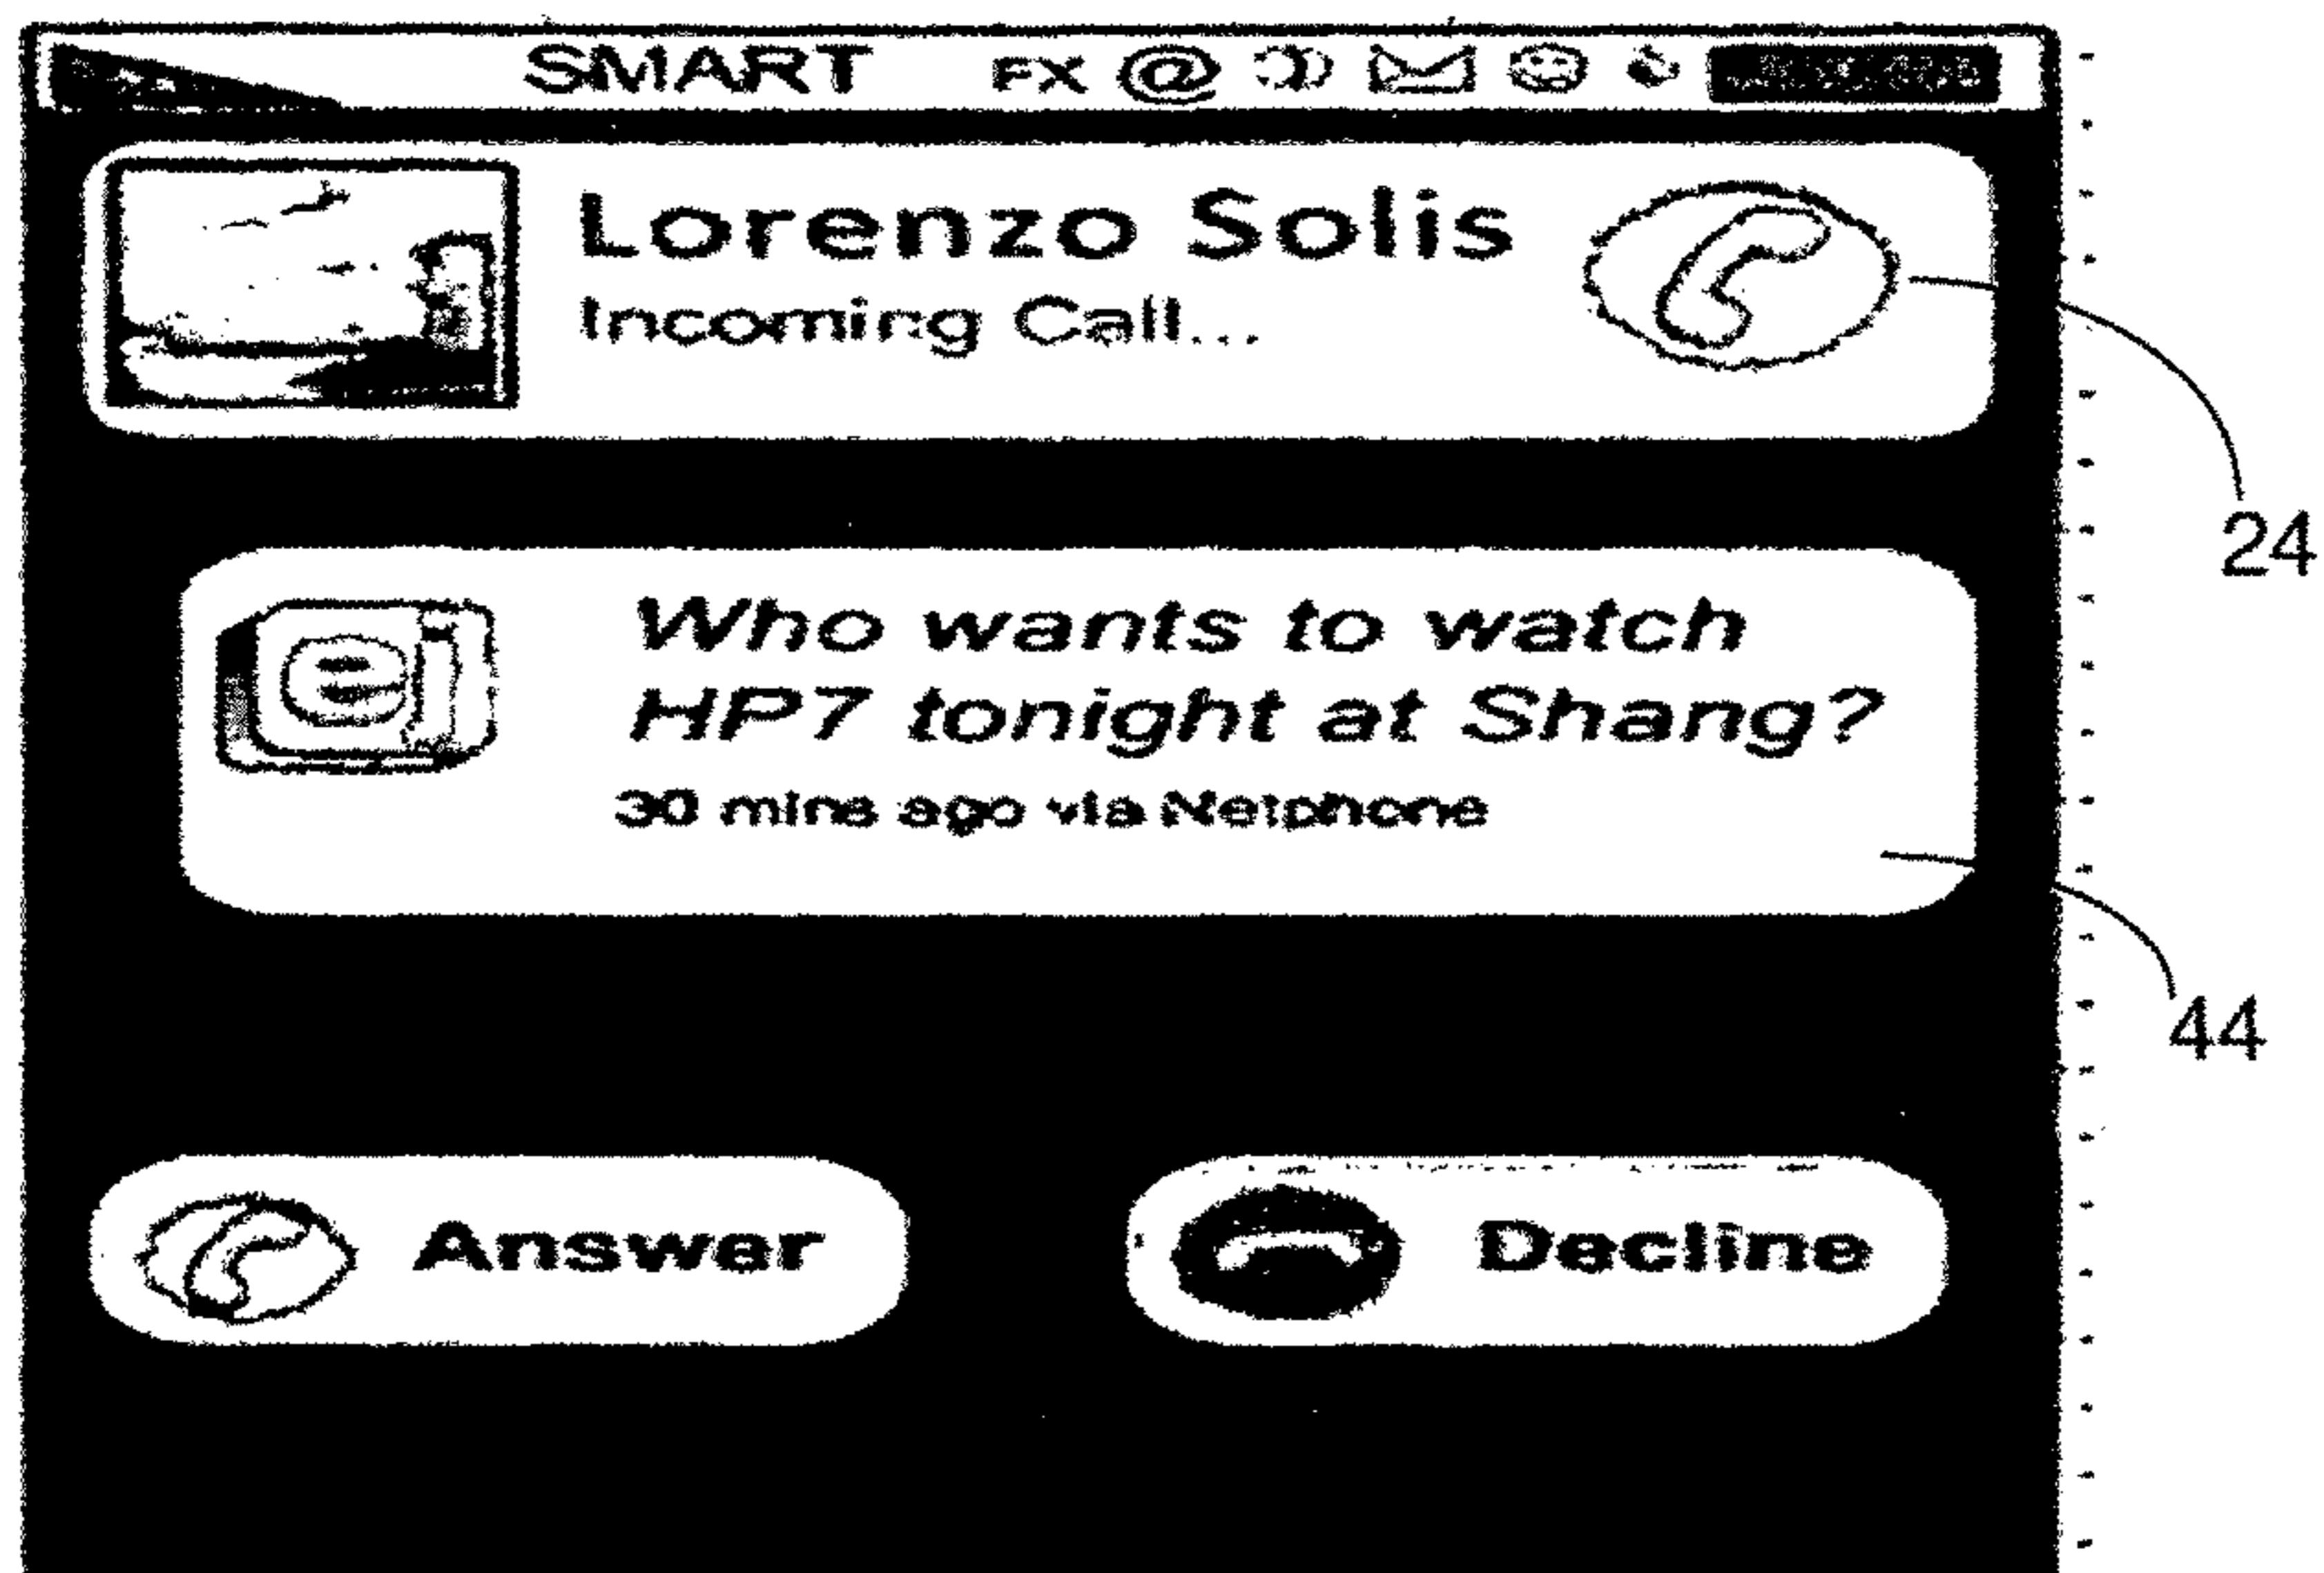 SMART FX @
Lorenzo Solis
Incoming Call...
24
Who wants to watch
HP7 tonight at Shang?
30 mins ago via Netphone
44
Answer
Decline